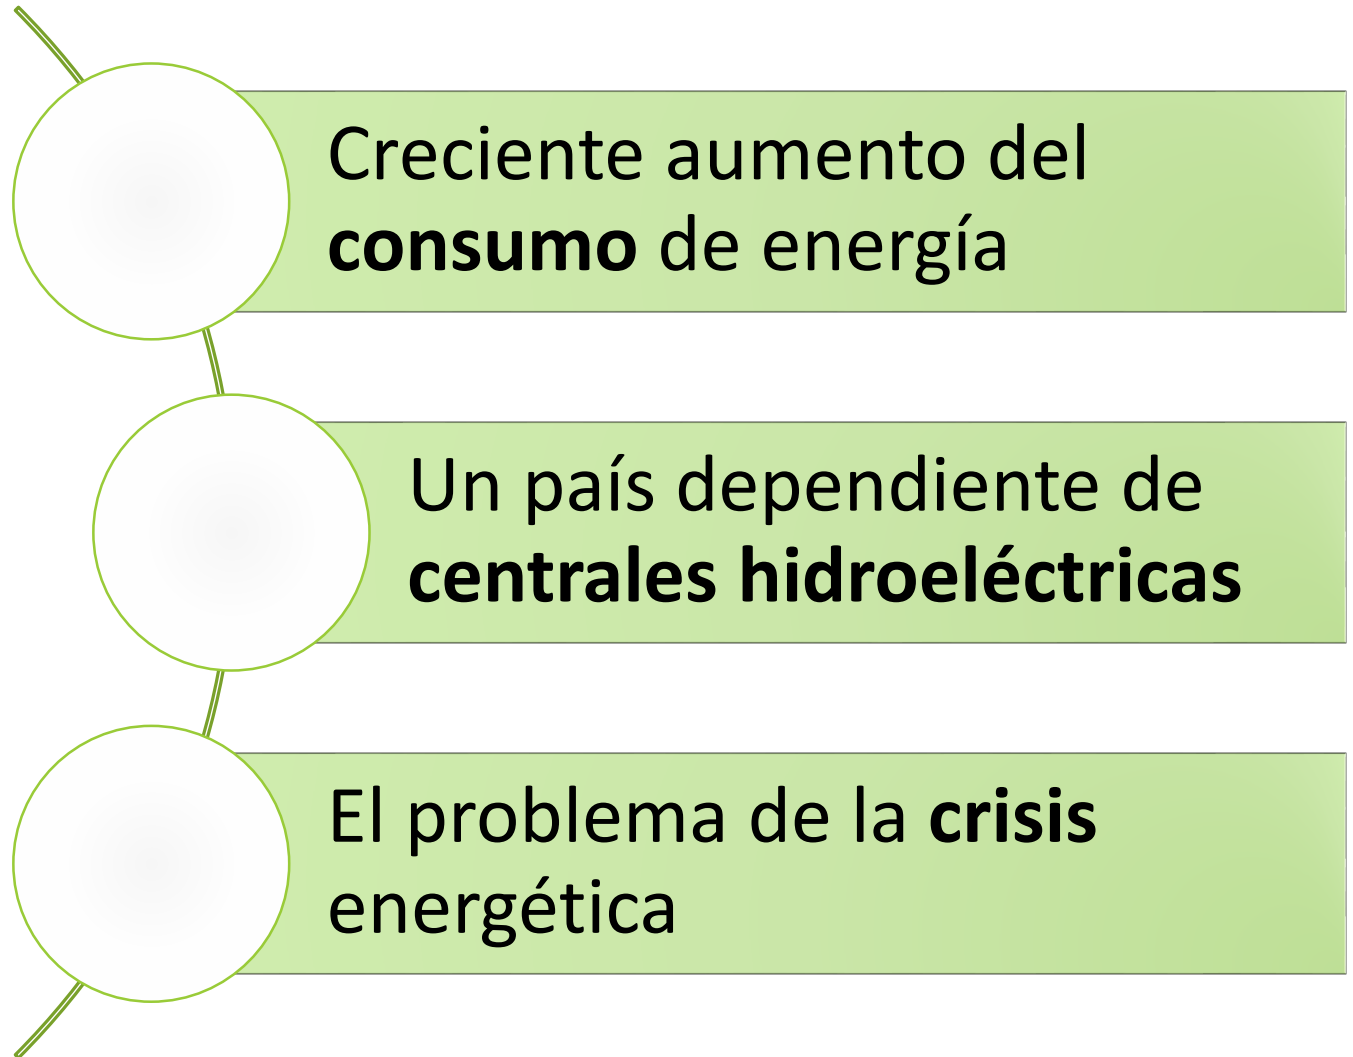 Creciente aumento del
consumo de energía
Un país dependiente de
centrales hidroeléctricas
El problema de la crisis
energética